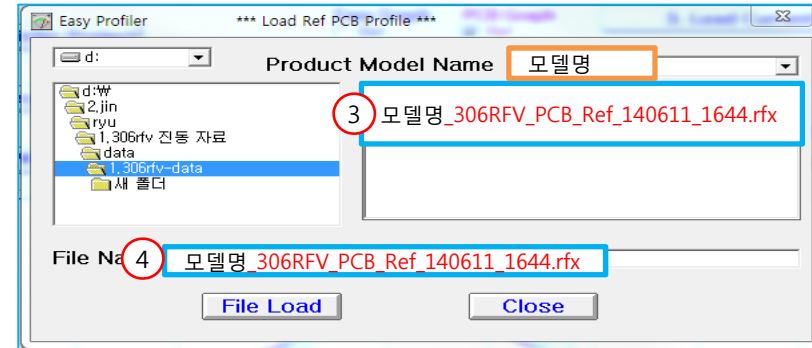 Easy Profiler *** Load Ref PCB Profile ***
d:
Product Model Name 모델명
d:₩
2.jin
ryu
1.306rfv 진동 자료
data
1.306rfv-data
새 폴더
3 모델명_306RFV_PCB_Ref_140611_1644.rfx
File Na 4 모델명_306RFV_PCB_Ref_140611_1644.rfx
File Load Close